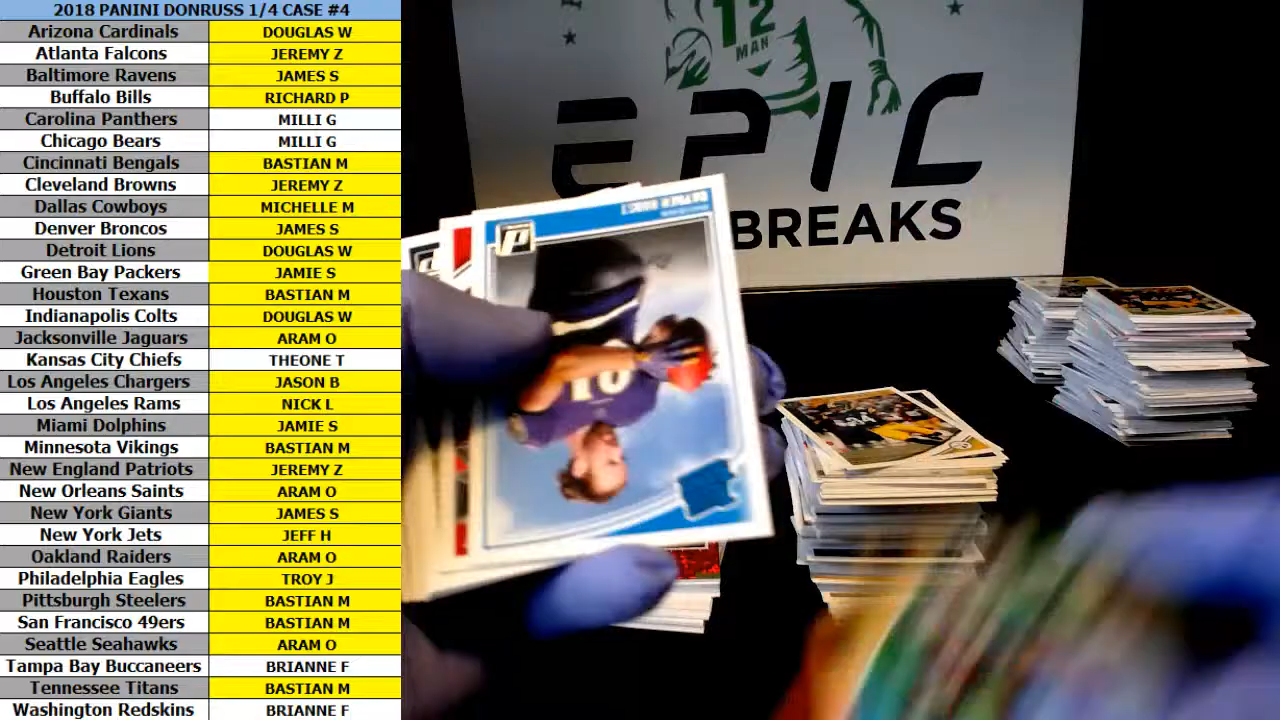 2018 PANINI DONRUSS 1/4 CASE #4
Arizona Cardinals DOUGLAS W
Atlanta Falcons JEREMY Z
Baltimore Ravens JAMES S
Buffalo Bills RICHARD P
Carolina Panthers MILLI G
Chicago Bears MILLI G
Cincinnati Bengals BASTIAN M
Cleveland Browns JEREMY Z
Dallas Cowboys MICHELLE M
Denver Broncos JAMES S
Detroit Lions DOUGLAS W
Green Bay Packers JAMIE S
Houston Texans BASTIAN M
Indianapolis Colts DOUGLAS W
Jacksonville Jaguars ARAM O
Kansas City Chiefs THEONE T
Los Angeles Chargers JASON B
Los Angeles Rams NICK L
Miami Dolphins JAMIE S
Minnesota Vikings BASTIAN M
New England Patriots JEREMY Z
New Orleans Saints ARAM O
New York Giants JAMES S
New York Jets JEFF H
Oakland Raiders ARAM O
Philadelphia Eagles TROY J
Pittsburgh Steelers BASTIAN M
San Francisco 49ers BASTIAN M
Seattle Seahawks ARAM O
Tampa Bay Buccaneers BRIANNE F
Tennessee Titans BASTIAN M
Washington Redskins BRIANNE F
12
MAN
EPIC
BREAKS
P
10